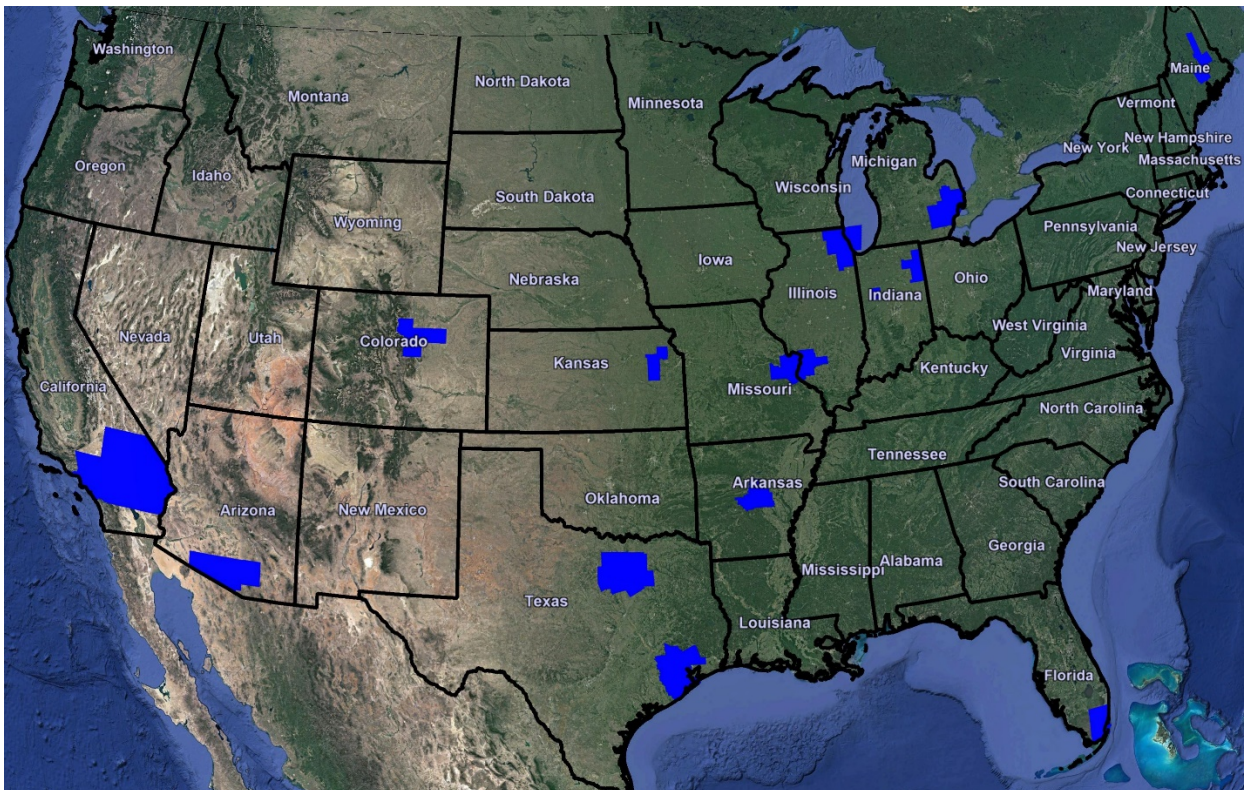 Washington
Montana
North Dakota
Minnesota
Maine
Vermont
New Hampshire
New York
Massachusetts
Michigan
Oregon
Idaho
Wyoming
South Dakota
Wisconsin
Connecticut
Pennsylvania
New Jersey
Nebraska
Iowa
Illinois
Indiana
Ohio
Maryland
West Virginia
Virginia
Nevada
Utah
Colorado
Kansas
Missouri
Kentucky
California
North Carolina
Tennessee
South Carolina
Arizona
New Mexico
Oklahoma
Arkansas
Mississippi
Alabama
Georgia
Texas
Louisiana
Florida